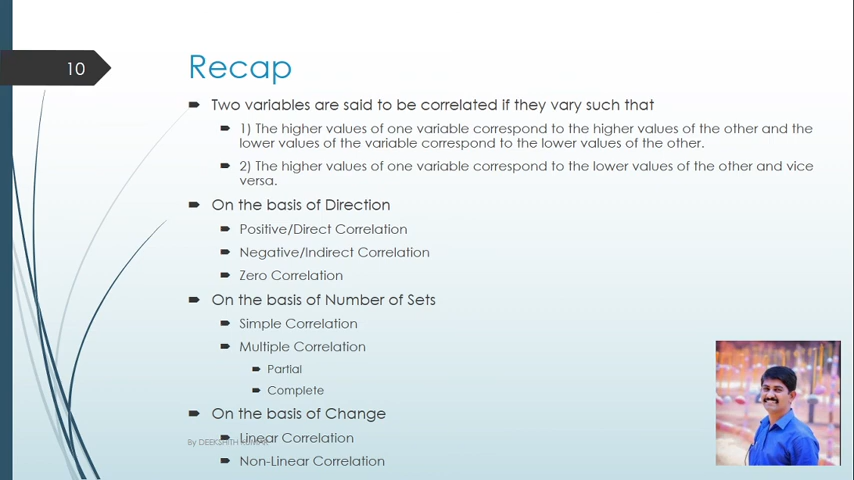 10
Recap
Two variables are said to be correlated if they vary such that
1) The higher values of one variable correspond to the higher values of the other and the
lower values of the variable correspond to the lower values of the other.
2) The higher values of one variable correspond to the lower values of the other and vice
versa.
On the basis of Direction
Positive/Direct Correlation
Negative/Indirect Correlation
Zero Correlation
On the basis of Number of Sets
Simple Correlation
Multiple Correlation
Partial
Complete
On the basis of Change
By DEEKSHITH
Linear Correlation
Non-Linear Correlation